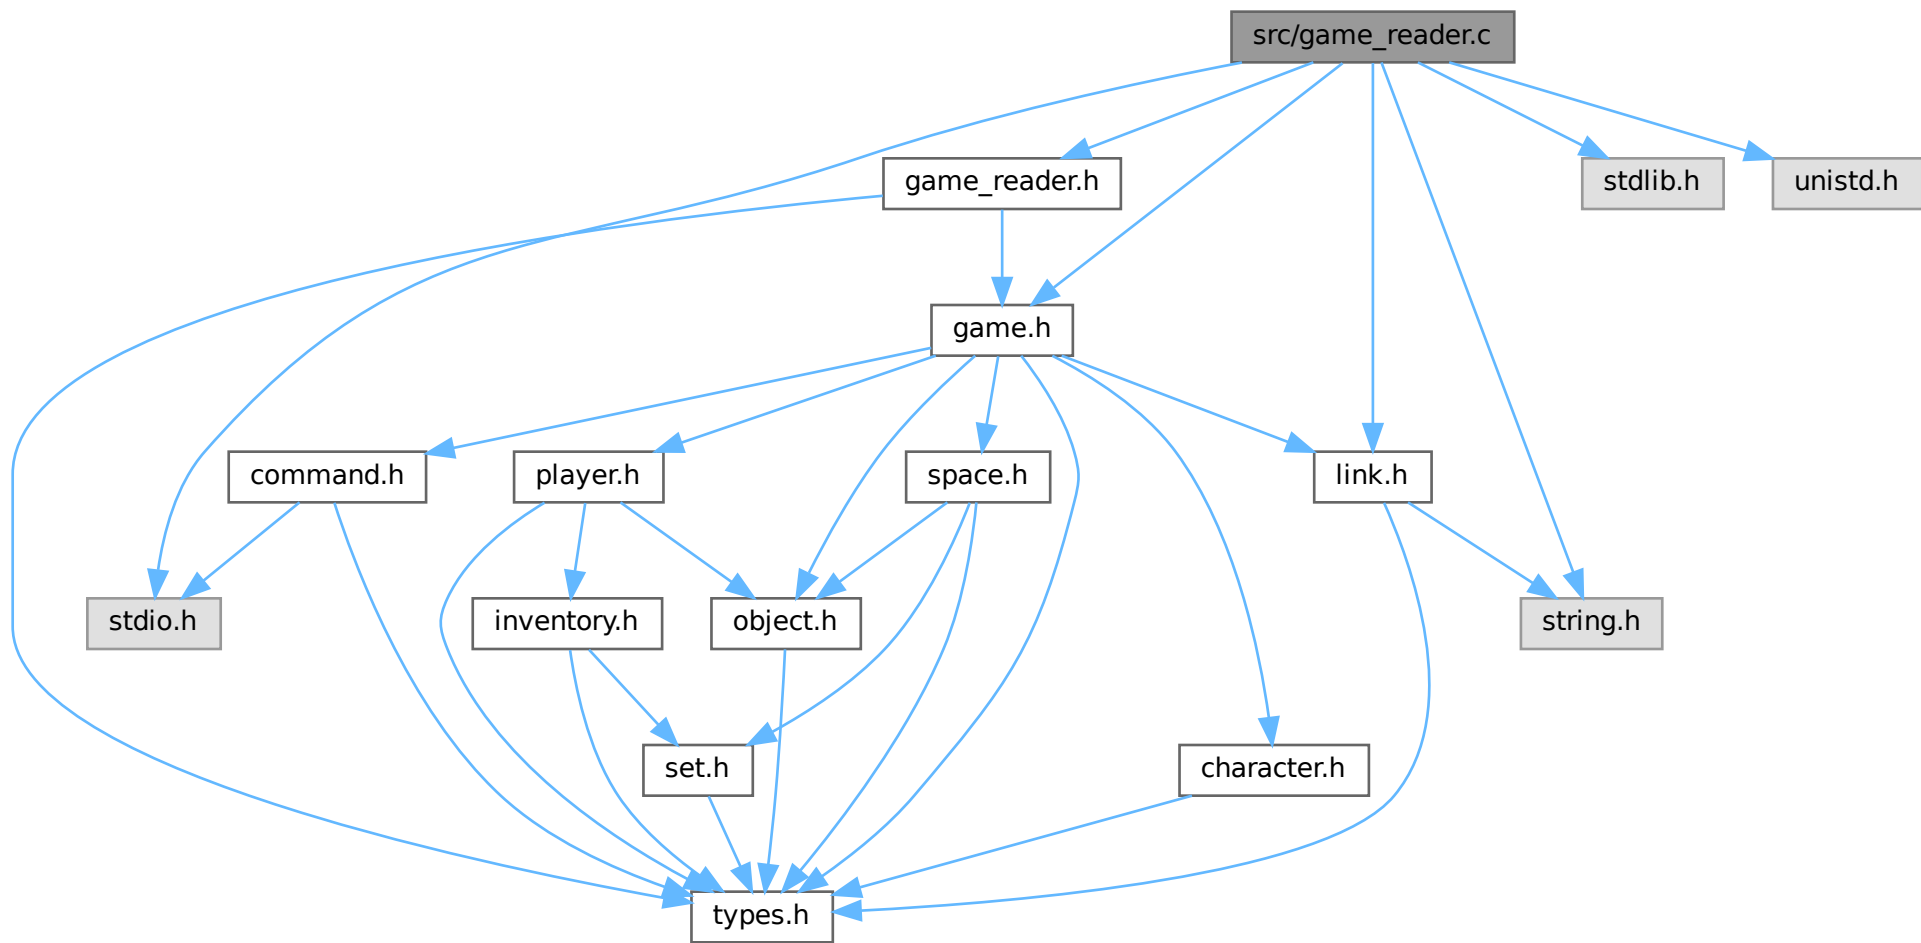 src/game_reader.c
game_reader.h
stdlib.h
unistd.h
game.h
command.h
player.h
space.h
link.h
stdio.h
inventory.h
object.h
string.h
set.h
character.h
types.h